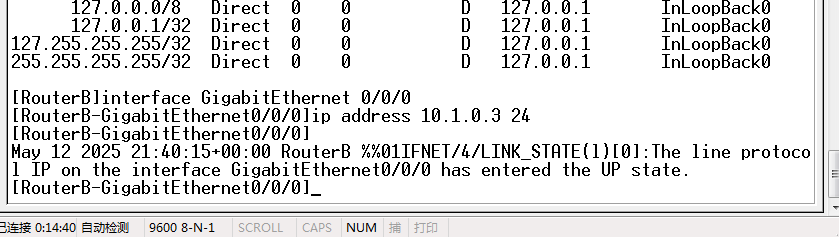 127.0.0.0/8 Direct 0 0 D 127.0.0.1 InLoopBack0
127.0.0.1/32 Direct 0 0 D 127.0.0.1 InLoopBack0
127.255.255.255/32 Direct 0 0 D 127.0.0.1 InLoopBack0
255.255.255.255/32 Direct 0 0 D 127.0.0.1 InLoopBack0
[RouterB]interface GigabitEthernet 0/0/0
[RouterB-GigabitEthernet0/0/0]ip address 10.1.0.3 24
[RouterB-GigabitEthernet0/0/0]
May 12 2025 21:40:15+00:00 RouterB %%01IFNET/4/LINK_STATE(l)[0]:The line protoco
l IP on the interface GigabitEthernet0/0/0 has entered the UP state.
[RouterB-GigabitEthernet0/0/0]_
已连接 0:14:40 自动检测 9600 8-N-1 SCROLL CAPS NUM 捕 打印